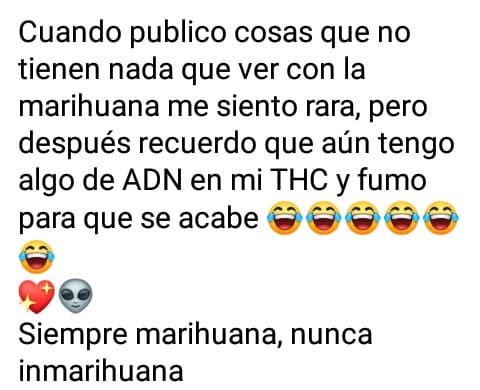 Cuando publico cosas que no
tienen nada que ver con la
marihuana me siento rara, pero
después recuerdo que aún tengo
algo de ADN en mi THC y fumo
para que se acabe 😂😂😂😂😂
😂
💖👽
Siempre marihuana, nunca
inmarihuana